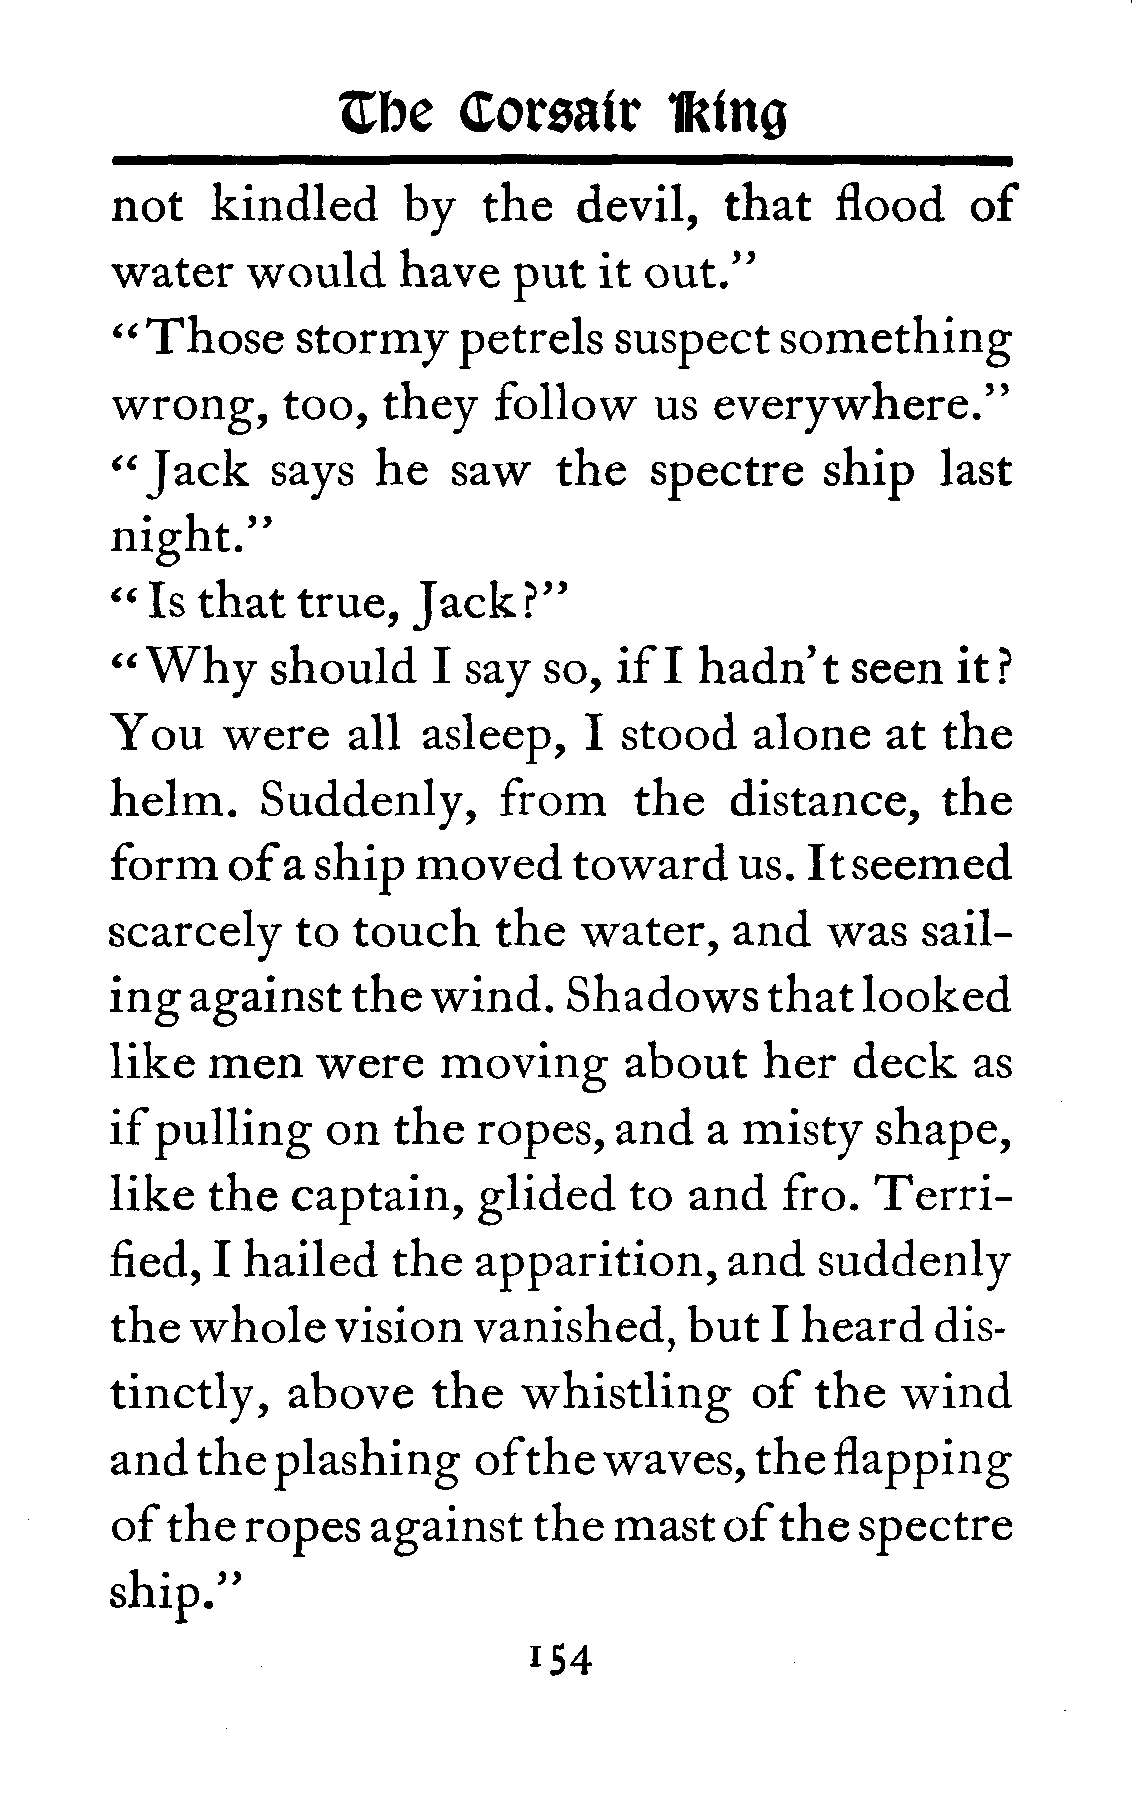 The Corsair King
not kindled by the devil, that flood of
water would have put it out."
"Those stormy petrels suspect something
wrong, too, they follow us everywhere."
"Jack says he saw the spectre ship last
night."
"Is that true, Jack?"
"Why should I say so, if I hadn't seen it?
You were all asleep, I stood alone at the
helm. Suddenly, from the distance, the
form of a ship moved toward us. It seemed
scarcely to touch the water, and was sail-
ing against the wind. Shadows that looked
like men were moving about her deck as
if pulling on the ropes, and a misty shape,
like the captain, glided to and fro. Terri-
fied, I hailed the apparition, and suddenly
the whole vision vanished, but I heard dis-
tinctly, above the whistling of the wind
and the plashing of the waves, the flapping
of the ropes against the mast of the spectre
ship."
154